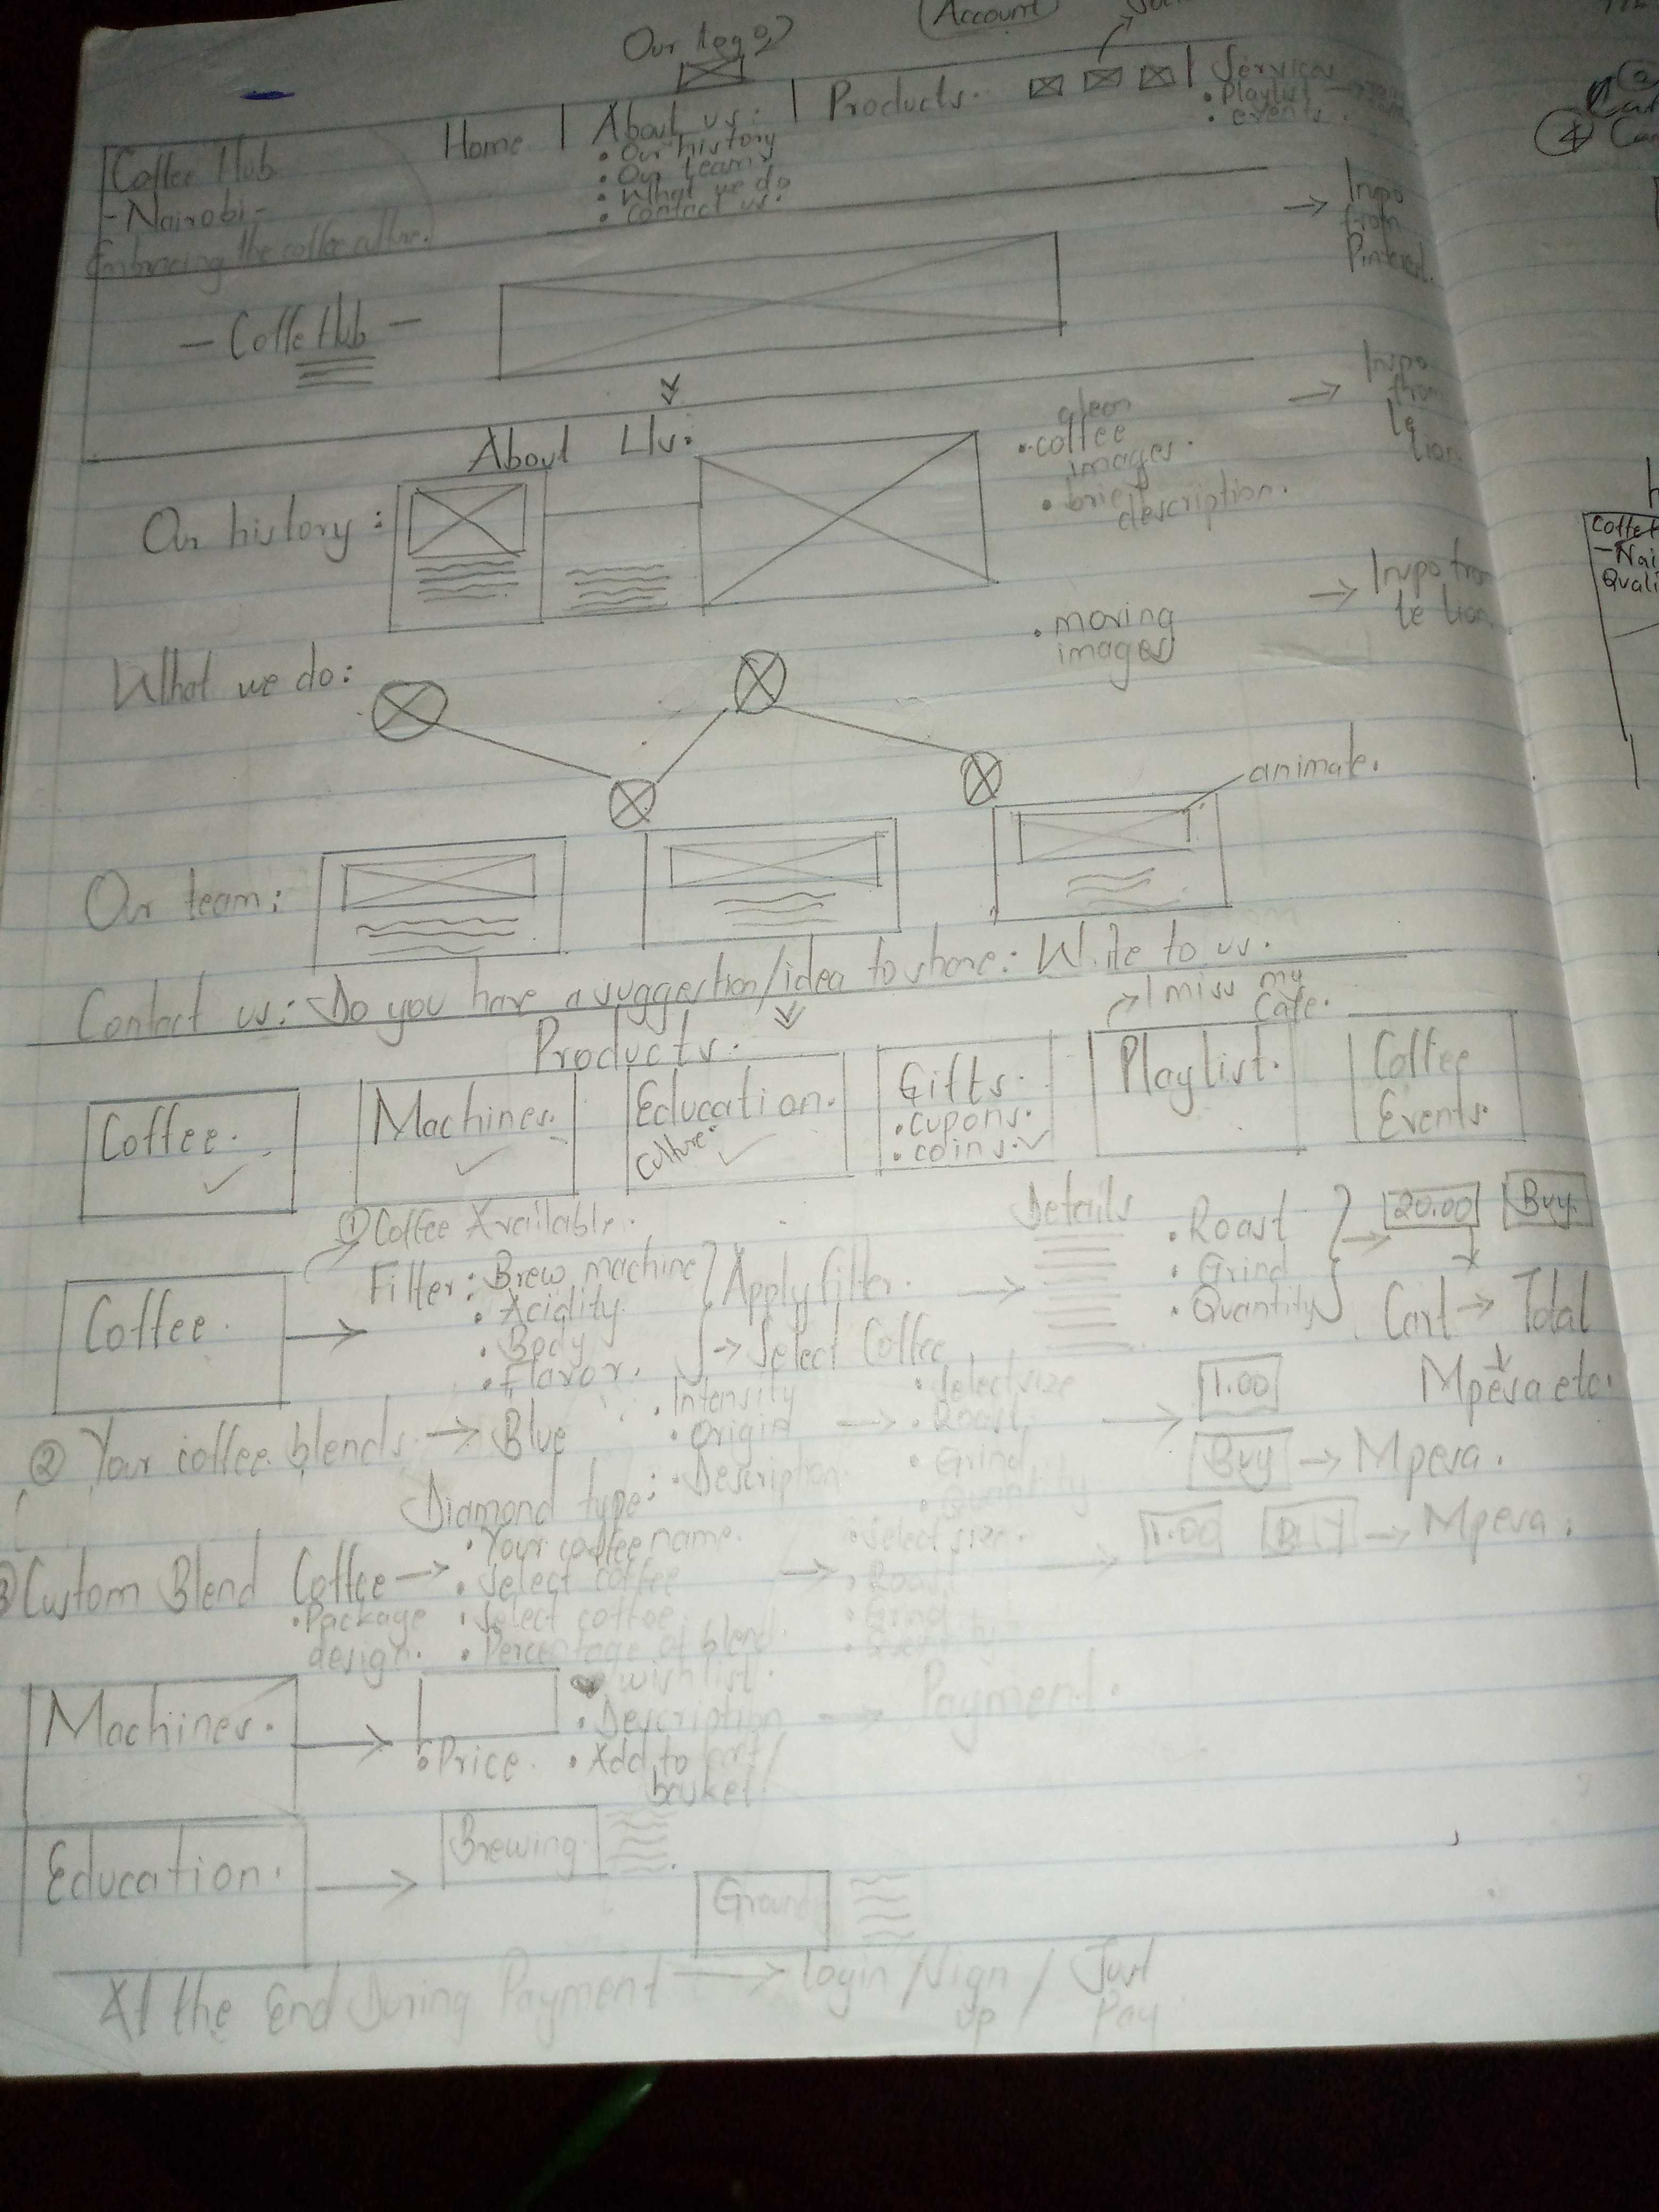 Our logo?
Account
Home | About us: | Products.
Services
• Playlist
• events.
• Our history
• Our team
• What we do
• Contact us:
Coffee Hub
- Nairobi -
Embracing the coffee culture.
Inspo from Pinterest.
- Coffe Hub -
About Us:
• clean coffee images.
• brief description.
Inspo
Our history:
Inspo from
le lion
• moving images
What we do:
animate.
Our team:
Contact us: Do you have a suggestion/idea to share: Write to us.
Products:
I miss my cafe.
Coffee.
Machines.
Education.
Culture.
Gifts.
• Cupons.
• coins.
Playlist.
Coffee Events.
① Coffee Available.
Coffee.
Filter: Brew machine
• Acidity
• Body
• Flavor.
Apply filter.
→ Select Coffee
Details
• Roast
• Grind
• Quantity
20.00
Buy.
Cart → Total
Mpesa etc.
② Your coffee blends → Blue Diamond type:
• Intensity
• Origin
• Description
• Select size
• Roast
• Grind
• Quantity
1.00
Buy → Mpesa.
③ Custom Blend Coffee →
• Package design.
• Your coffee name.
• Select coffee
• Select coffee
• Percentage of blend.
• Select size.
• Roast
• Grind
• Quantity
1.00 Buy → Mpesa.
Machines.
• Price.
wishlist.
• Description
• Add to cart/ basket
Payment.
Education.
Brewing.
At the End During Payment → login / Sign up / Just Pay
④
Coffe
-Nai
Quali